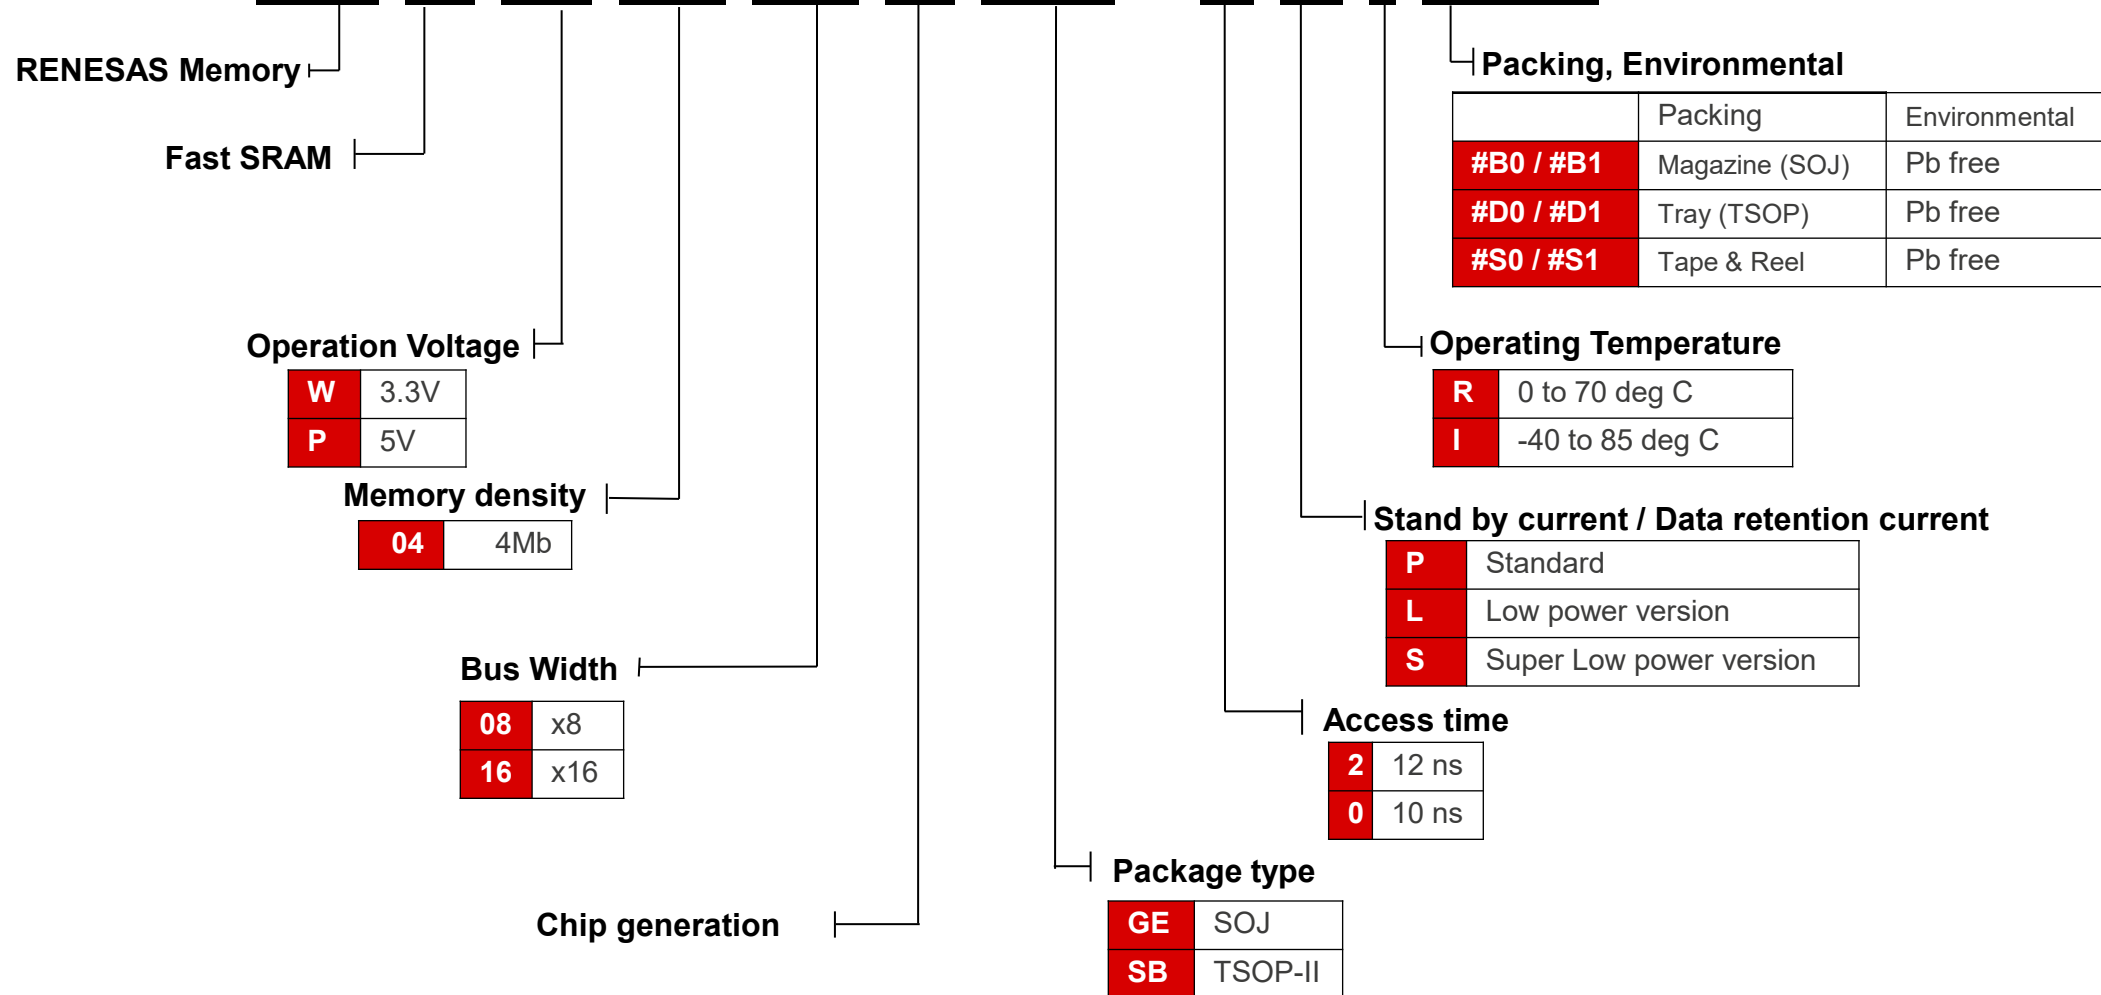 RENESAS Memory
Fast SRAM
Operation Voltage
W 3.3V
P 5V
Memory density
04 4Mb
Bus Width
08 x8
16 x16
Chip generation
Packing, Environmental
Packing Environmental
#B0 / #B1 Magazine (SOJ) Pb free
#D0 / #D1 Tray (TSOP) Pb free
#S0 / #S1 Tape & Reel Pb free
Operating Temperature
R 0 to 70 deg C
I -40 to 85 deg C
Stand by current / Data retention current
P Standard
L Low power version
S Super Low power version
Access time
2 12 ns
0 10 ns
Package type
GE SOJ
SB TSOP-II